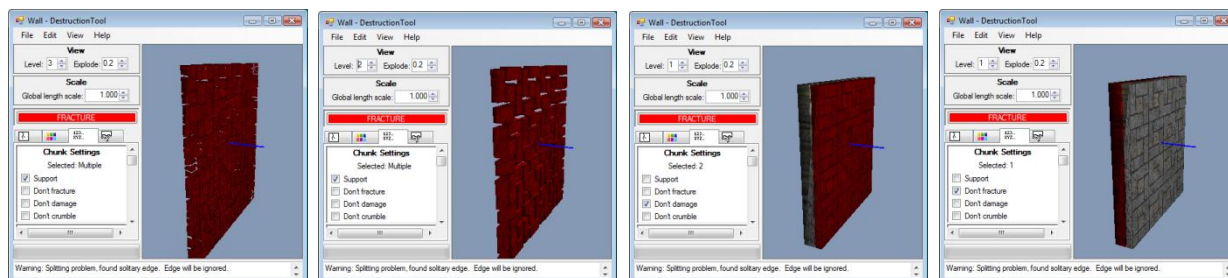 Wall - DestructionTool
File Edit View Help
View
Level: 3 Explode: 0.2
Scale
Global length scale: 1.000
FRACTURE
Chunk Settings
Selected: Multiple
Support
Don't fracture
Don't damage
Don't crumble
Warning: Splitting problem, found solitary edge. Edge will be ignored.
Wall - DestructionTool
File Edit View Help
View
Level: 2 Explode: 0.2
Scale
Global length scale: 1.000
FRACTURE
Chunk Settings
Selected: Multiple
Support
Don't fracture
Don't damage
Don't crumble
Warning: Splitting problem, found solitary edge. Edge will be ignored.
Wall - DestructionTool
File Edit View Help
View
Level: 1 Explode: 0.2
Scale
Global length scale: 1.000
FRACTURE
Chunk Settings
Selected: 2
Support
Don't fracture
Don't damage
Don't crumble
Warning: Splitting problem, found solitary edge. Edge will be ignored.
Wall - DestructionTool
File Edit View Help
View
Level: 1 Explode: 0.2
Scale
Global length scale: 1.000
FRACTURE
Chunk Settings
Selected: 1
Support
Don't fracture
Don't damage
Don't crumble
Warning: Splitting problem, found solitary edge. Edge will be ignored.